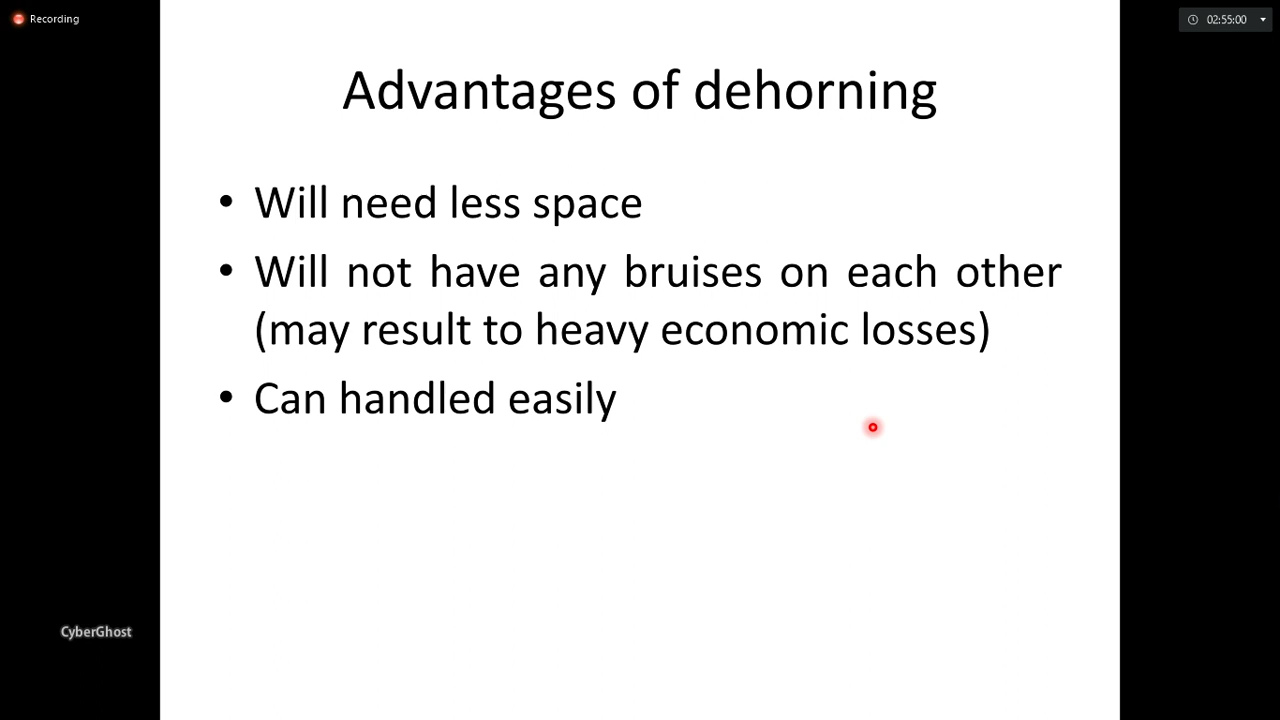 Recording
02:55:00
Advantages of dehorning
• Will need less space
• Will not have any bruises on each other
(may result to heavy economic losses)
• Can handled easily
CyberGhost